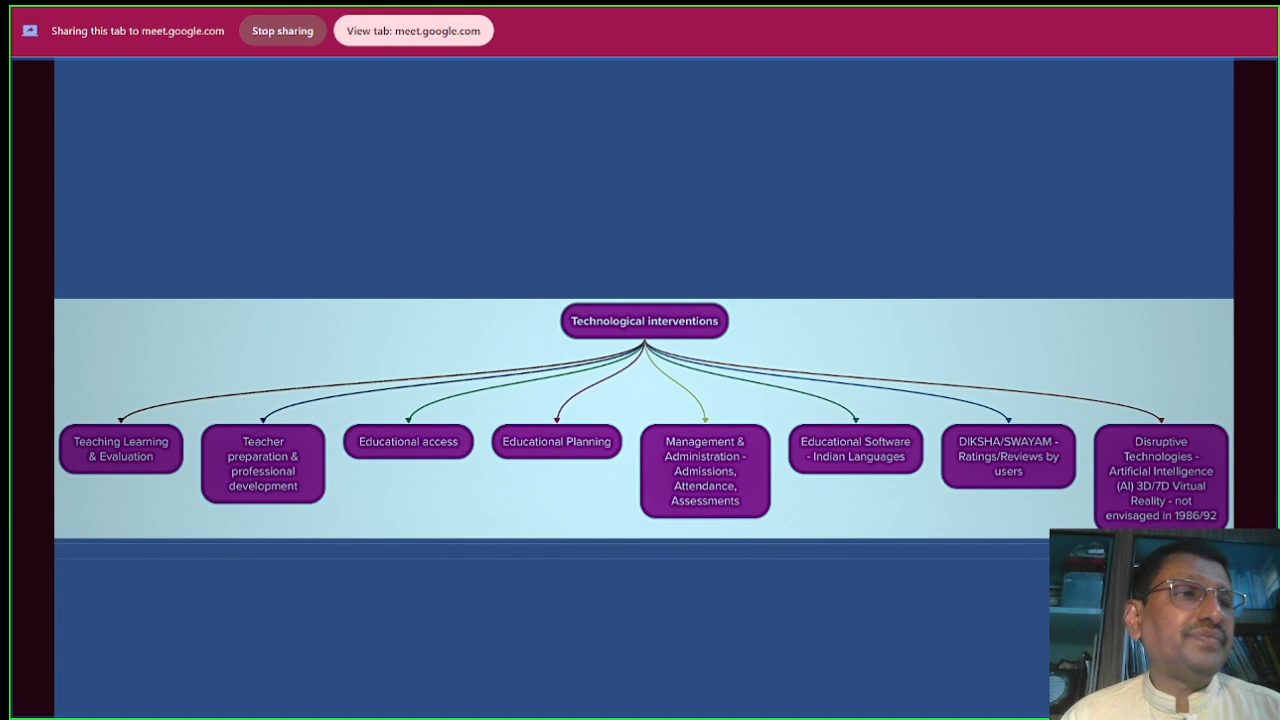 Sharing this tab to meet.google.com
Stop sharing
View tab: meet.google.com
Technological interventions
Teaching Learning
& Evaluation
Teacher
preparation &
professional
development
Educational access
Educational Planning
Management &
Administration -
Admissions,
Attendance,
Assessments
Educational Software
- Indian Languages
DIKSHA/SWAYAM -
Ratings/Reviews by
users
Disruptive
Technologies -
Artificial Intelligence
(AI) 3D/7D Virtual
Reality - not
envisaged in 1986/92